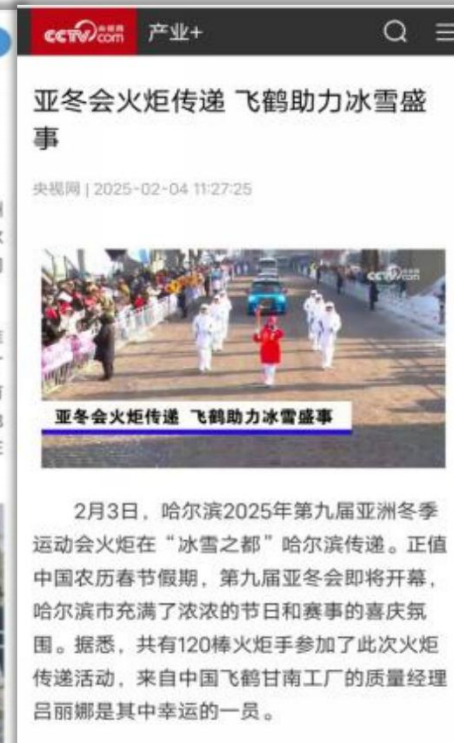 CCTV.com 央视网 产业+
亚冬会火炬传递 飞鹤助力冰雪盛
事
央视网 | 2025-02-04 11:27:25
CCTV.com
亚冬会火炬传递 飞鹤助力冰雪盛事
2月3日，哈尔滨2025年第九届亚洲冬季
运动会火炬在“冰雪之都”哈尔滨传递。正值
中国农历春节假期，第九届亚冬会即将开幕，
哈尔滨市充满了浓浓的节日和赛事的喜庆氛
围。据悉，共有120棒火炬手参加了此次火炬
传递活动，来自中国飞鹤甘南工厂的质量经理
吕丽娜是其中幸运的一员。